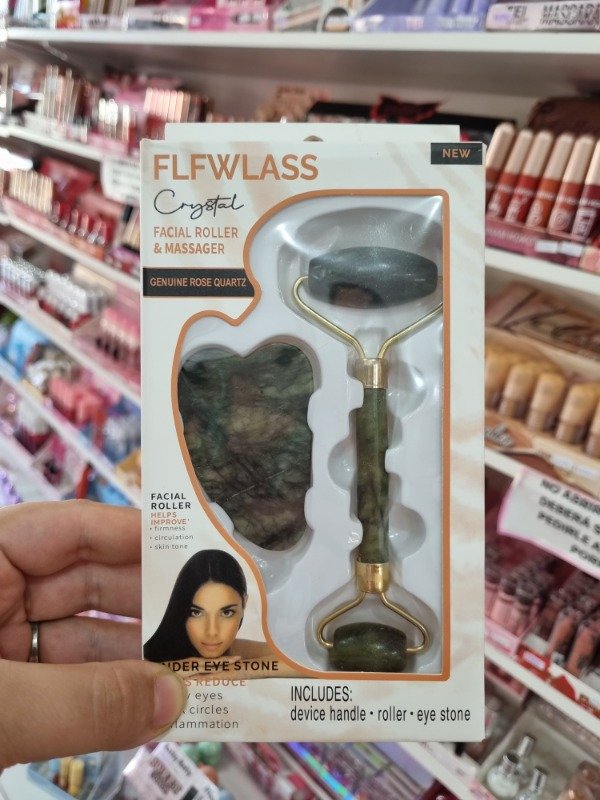 FLFWLASS
NEW
Crystal
FACIAL ROLLER
& MASSAGER
GENUINE ROSE QUARTZ
FACIAL
ROLLER
HELPS
IMPROVE'
• firmness
• circulation
• skin tone
UNDER EYE STONE
REDUCE
eyes
circles
INCLUDES:
device handle • roller • eye stone